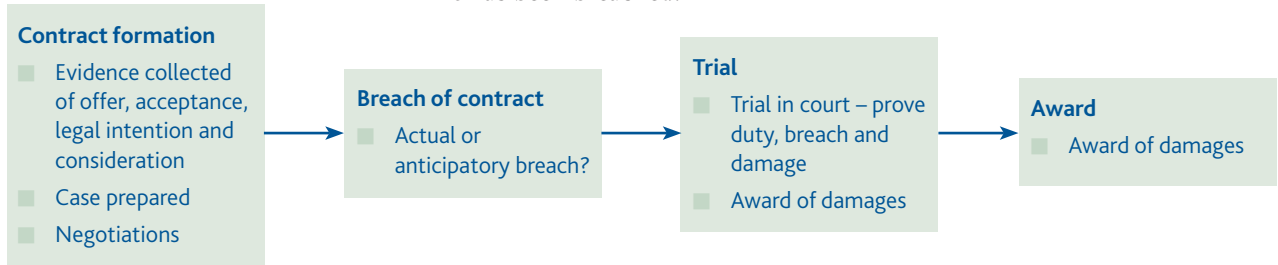 Contract formation
Evidence collected
of offer, acceptance,
legal intention and
consideration
Case prepared
Negotiations
Breach of contract
Actual or
anticipatory breach?
Trial
Trial in court – prove
duty, breach and
damage
Award of damages
Award
Award of damages